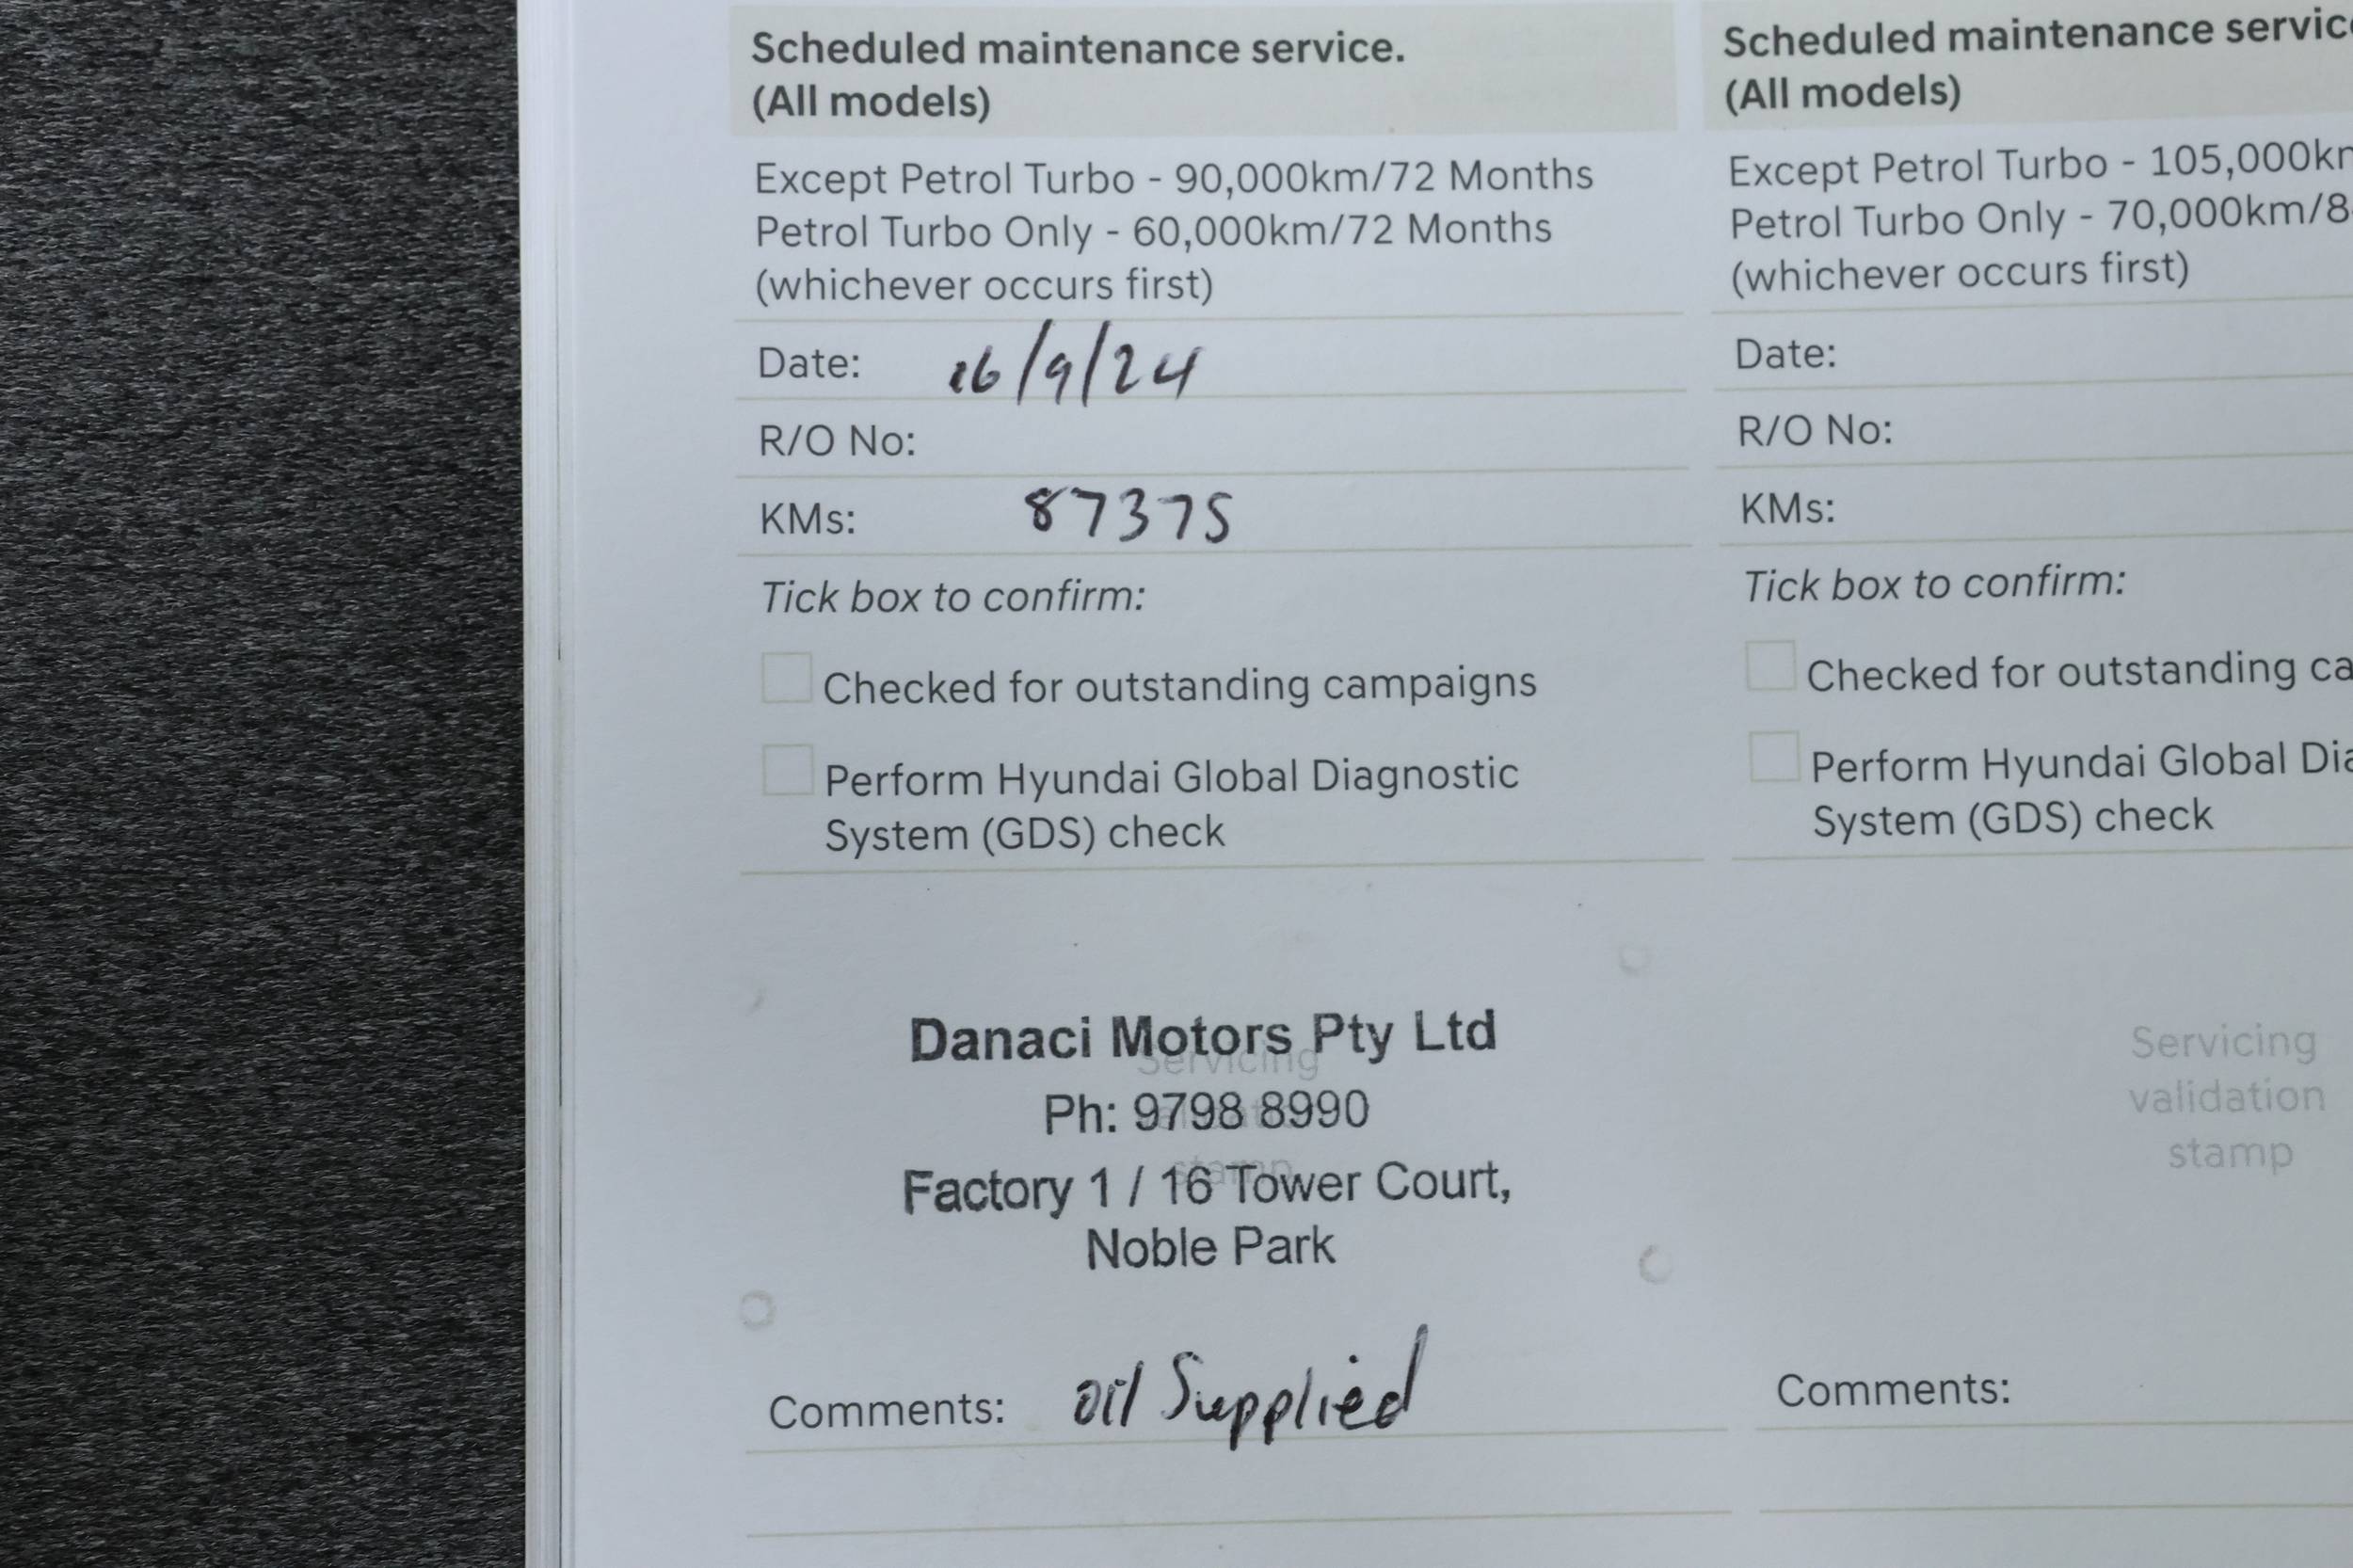 Scheduled maintenance service.
(All models)
Except Petrol Turbo - 90,000km/72 Months
Petrol Turbo Only - 60,000km/72 Months
(whichever occurs first)
Date: 16/9/24
R/O No:
KMs: 87375
Tick box to confirm:
Checked for outstanding campaigns
Perform Hyundai Global Diagnostic
System (GDS) check
Servicing
stamp
Danaci Motors Pty Ltd
Ph: 9798 8990
Factory 1 / 16 Tower Court,
Noble Park
Comments: oil Supplied
Scheduled maintenance servic
(All models)
Except Petrol Turbo - 105,000k
Petrol Turbo Only - 70,000km/8
(whichever occurs first)
Date:
R/O No:
KMs:
Tick box to confirm:
Checked for outstanding ca
Perform Hyundai Global Dia
System (GDS) check
Servicing
validation
stamp
Comments: